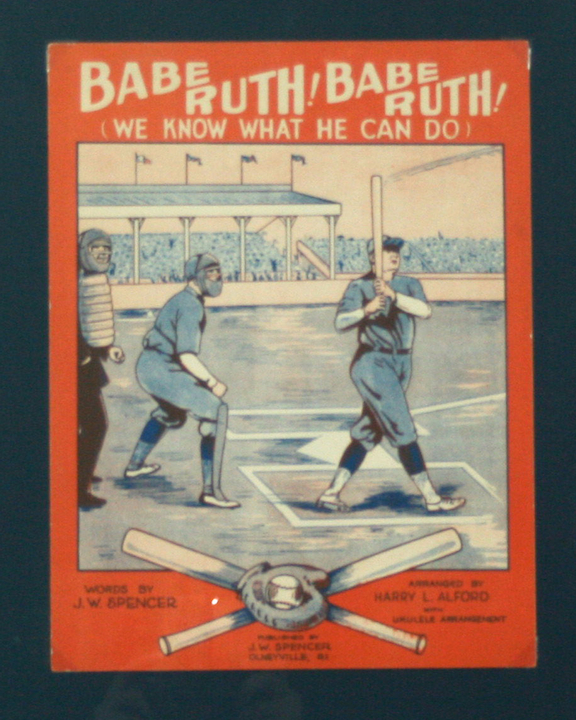 BABE RUTH! BABE RUTH!
(WE KNOW WHAT HE CAN DO)
WORDS BY
J.W. SPENCER
ARRANGED BY
HARRY L. ALFORD
WITH
UKULELE ARRANGEMENT
PUBLISHED BY
J.W. SPENCER
OLNEYVILLE, R.I.